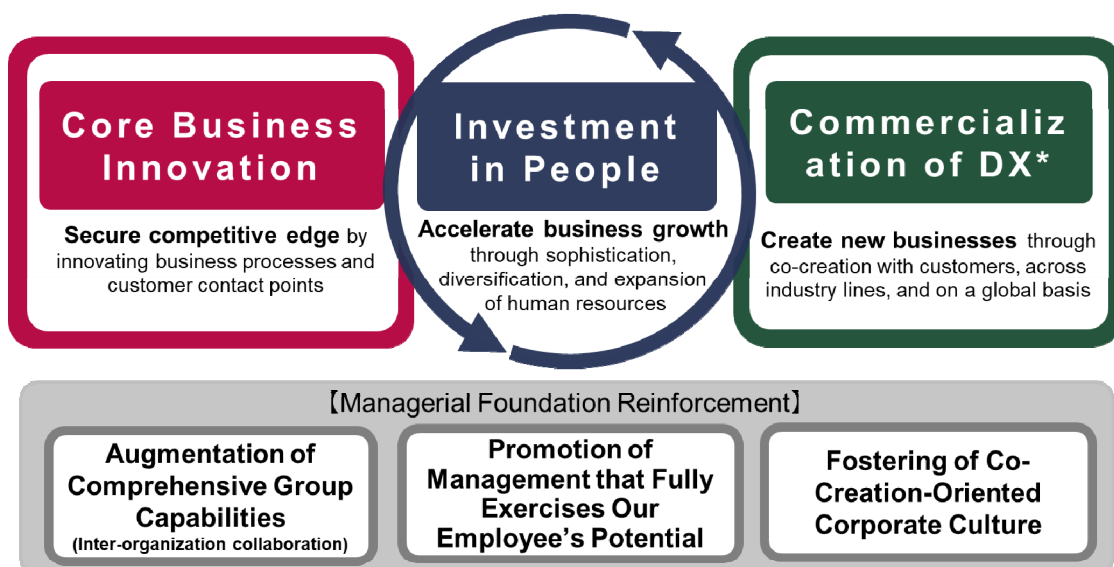 Core Business
Innovation
Secure competitive edge by
innovating business processes and
customer contact points
Investment
in People
Accelerate business growth
through sophistication,
diversification, and expansion
of human resources
Commercializ
ation of DX*
Create new businesses through
co-creation with customers, across
industry lines, and on a global basis
【Managerial Foundation Reinforcement】
Augmentation of
Comprehensive Group
Capabilities
(Inter-organization collaboration)
Promotion of
Management that Fully
Exercises Our
Employee's Potential
Fostering of Co-
Creation-Oriented
Corporate Culture